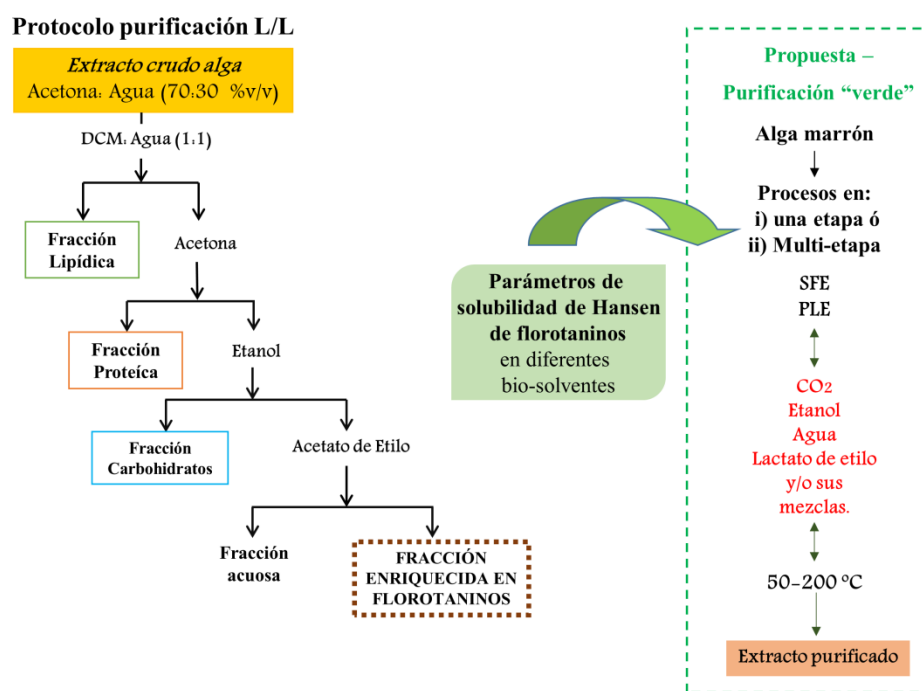 Protocolo purificación L/L
Extracto crudo alga
Acetona: Agua (70:30 %v/v)
DCM: Agua (1:1)
Fracción
Lipídica
Acetona
Fracción
Proteíca
Etanol
Fracción
Carbohidratos
Acetato de Etilo
Fracción
acuosa
FRACCIÓN
ENRIQUECIDA EN
FLOROTANINOS
Parámetros de
solubilidad de Hansen
de florotaninos
en diferentes
bio-solventes
Propuesta –
Purificación “verde”
Alga marrón
Procesos en:
i) una etapa ó
ii) Multi-etapa
SFE
PLE
CO2
Etanol
Agua
Lactato de etilo
y/o sus
mezclas.
50-200 ºC
Extracto purificado